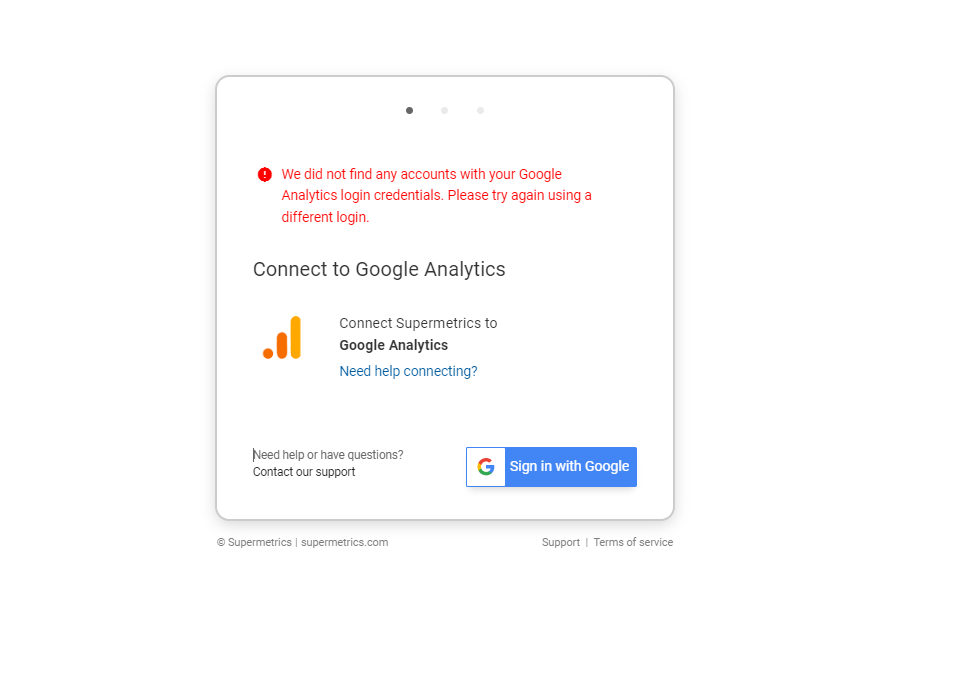 We did not find any accounts with your Google
Analytics login credentials. Please try again using a
different login.
Connect to Google Analytics
Connect Supermetrics to
Google Analytics
Need help connecting?
Need help or have questions?
Contact our support
Sign in with Google
© Supermetrics | supermetrics.com
Support | Terms of service